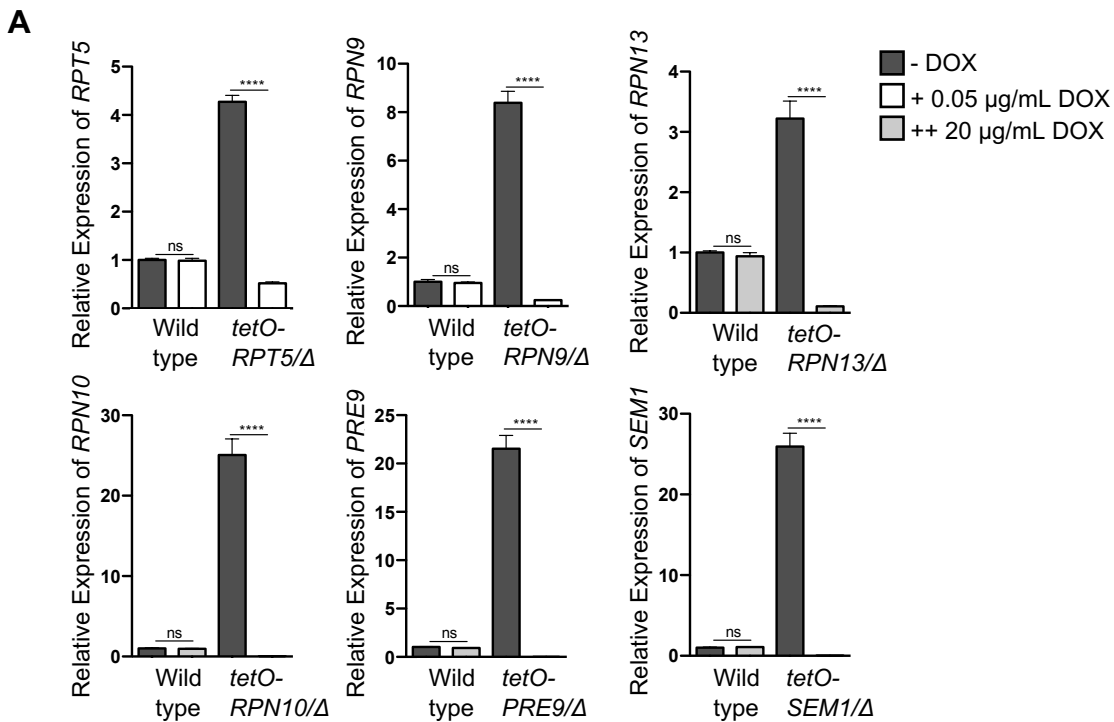 A
Relative Expression of RPT5
5
4
3
2
1
0
ns
****
Wild
type
tetO-
RPT5/Δ
Relative Expression of RPN9
10
8
6
4
2
0
ns
****
Wild
type
tetO-
RPN9/Δ
Relative Expression of RPN13
4
3
2
1
0
ns
****
Wild
type
tetO-
RPN13/Δ
- DOX
+ 0.05 µg/mL DOX
++ 20 µg/mL DOX
Relative Expression of RPN10
30
20
10
0
ns
****
Wild
type
tetO-
RPN10/Δ
Relative Expression of PRE9
25
20
15
10
5
0
ns
****
Wild
type
tetO-
PRE9/Δ
Relative Expression of SEM1
30
20
10
0
ns
****
Wild
type
tetO-
SEM1/Δ